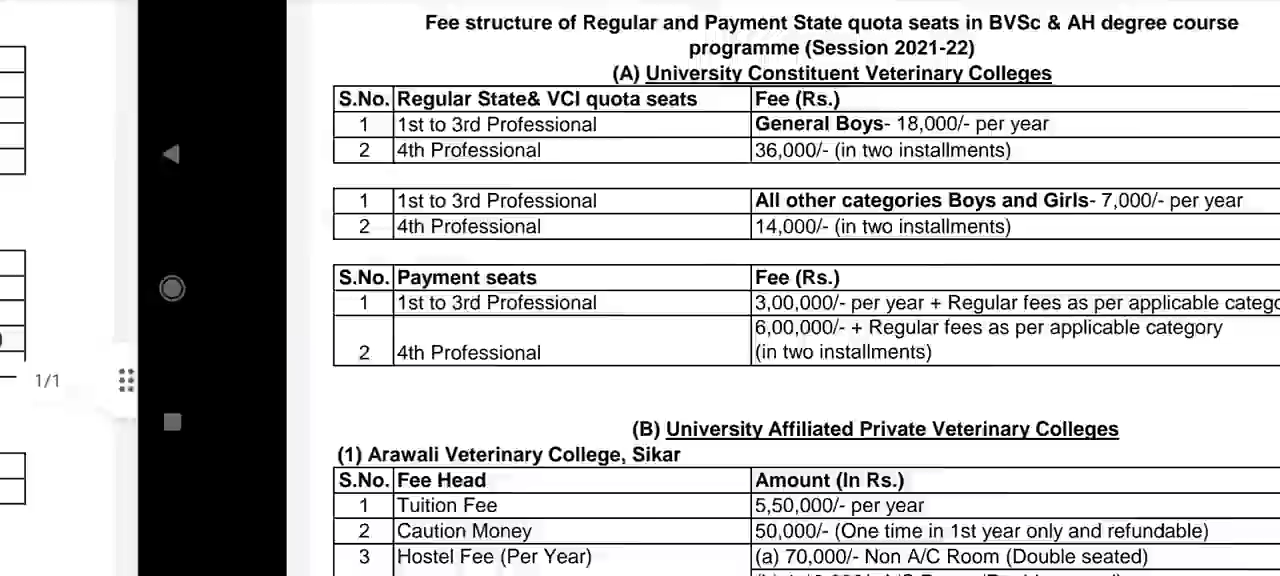 Fee structure of Regular and Payment State quota seats in BVSc & AH degree course
programme (Session 2021-22)
(A) University Constituent Veterinary Colleges
S.No. Regular State& VCI quota seats Fee (Rs.)
1 1st to 3rd Professional General Boys- 18,000/- per year
2 4th Professional 36,000/- (in two installments)
1 1st to 3rd Professional All other categories Boys and Girls- 7,000/- per year
2 4th Professional 14,000/- (in two installments)
S.No. Payment seats Fee (Rs.)
1 1st to 3rd Professional 3,00,000/- per year + Regular fees as per applicable catego
6,00,000/- + Regular fees as per applicable category
2 4th Professional (in two installments)
1/1
(B) University Affiliated Private Veterinary Colleges
(1) Arawali Veterinary College, Sikar
S.No. Fee Head Amount (In Rs.)
1 Tuition Fee 5,50,000/- per year
2 Caution Money 50,000/- (One time in 1st year only and refundable)
3 Hostel Fee (Per Year) (a) 70,000/- Non A/C Room (Double seated)